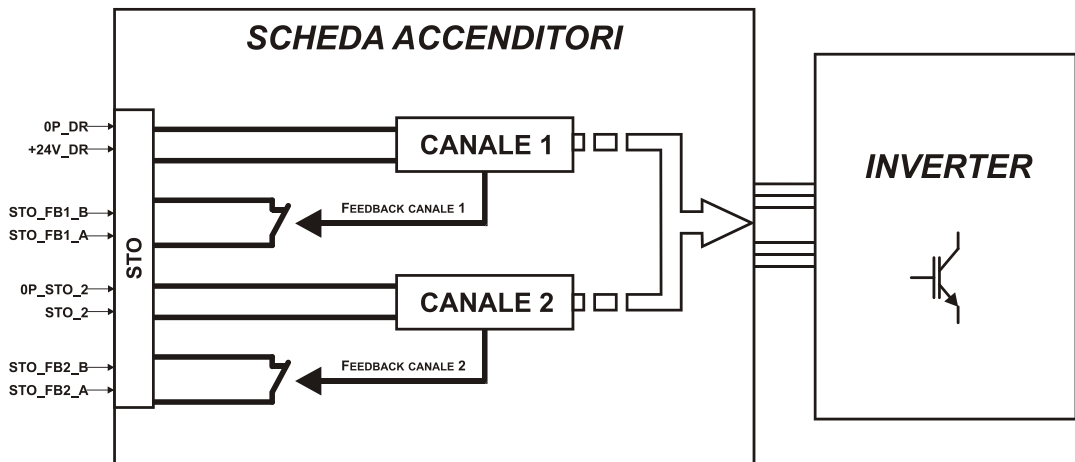 SCHEDA ACCENDITORI
INVERTER
0P_DR
+24V_DR
CANALE 1
STO_FB1_B
STO_FB1_A
FEEDBACK CANALE 1
STO
0P_STO_2
STO_2
CANALE 2
STO_FB2_B
STO_FB2_A
FEEDBACK CANALE 2